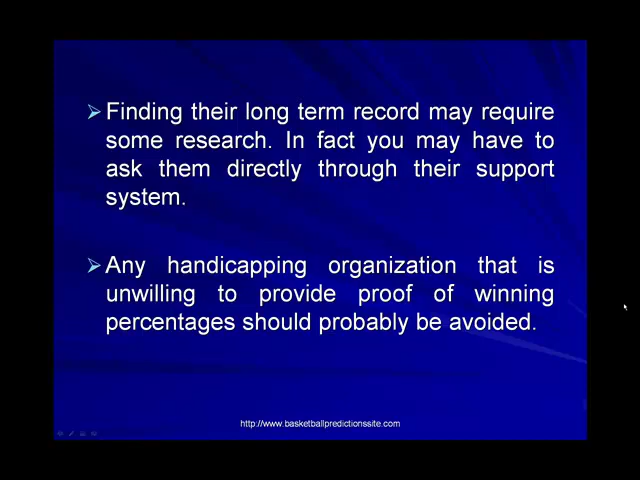 Finding their long term record may require
some research. In fact you may have to
ask them directly through their support
system.
Any handicapping organization that is
unwilling to provide proof of winning
percentages should probably be avoided.
http://www.basketballpredictionssite.com